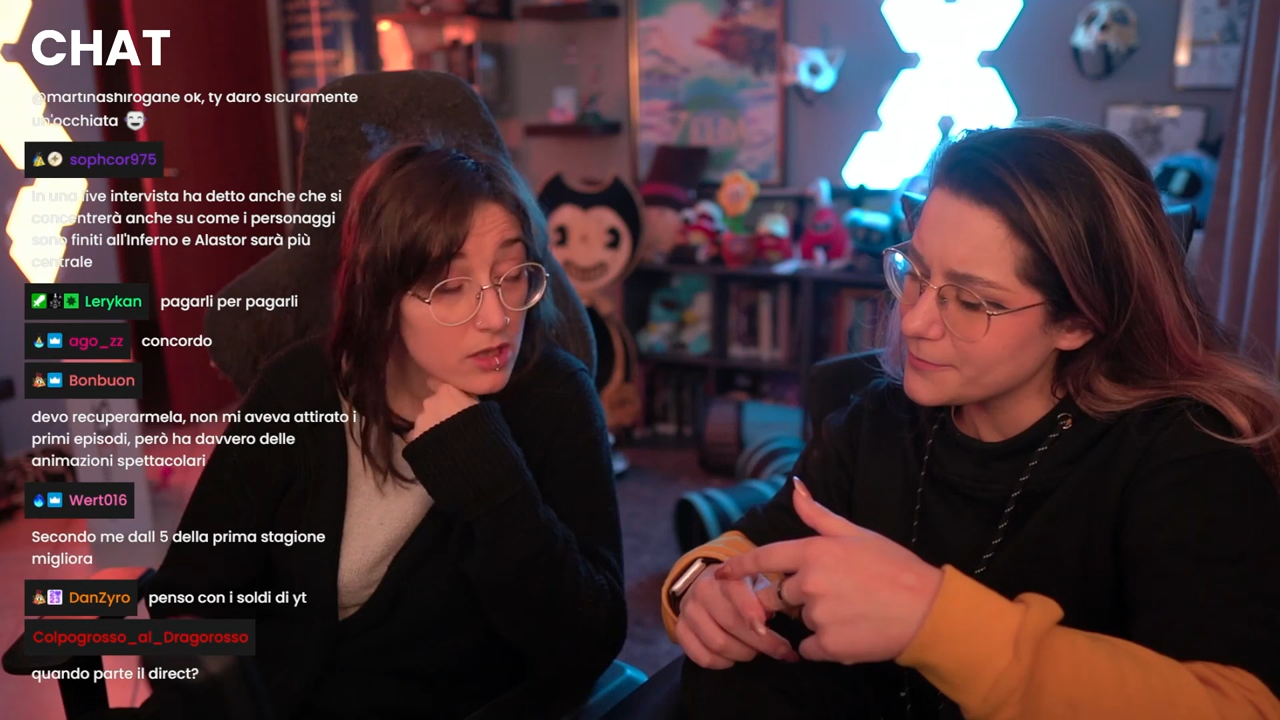 CHAT
@martinashirogane ok, ty daro sicuramente
un'occhiata
sophcor975
In una live intervista ha detto anche che si
concentrerà anche su come i personaggi
sono finiti all'Inferno e Alastor sarà più
centrale
Lerykan pagarli per pagarli
ago_zz concordo
Bonbuon
devo recuperarmela, non mi aveva attirato i
primi episodi, però ha davvero delle
animazioni spettacolari
Wert016
Secondo me dall 5 della prima stagione
migliora
DanZyro penso con i soldi di yt
Colpogrosso_al_Dragorosso
quando parte il direct?